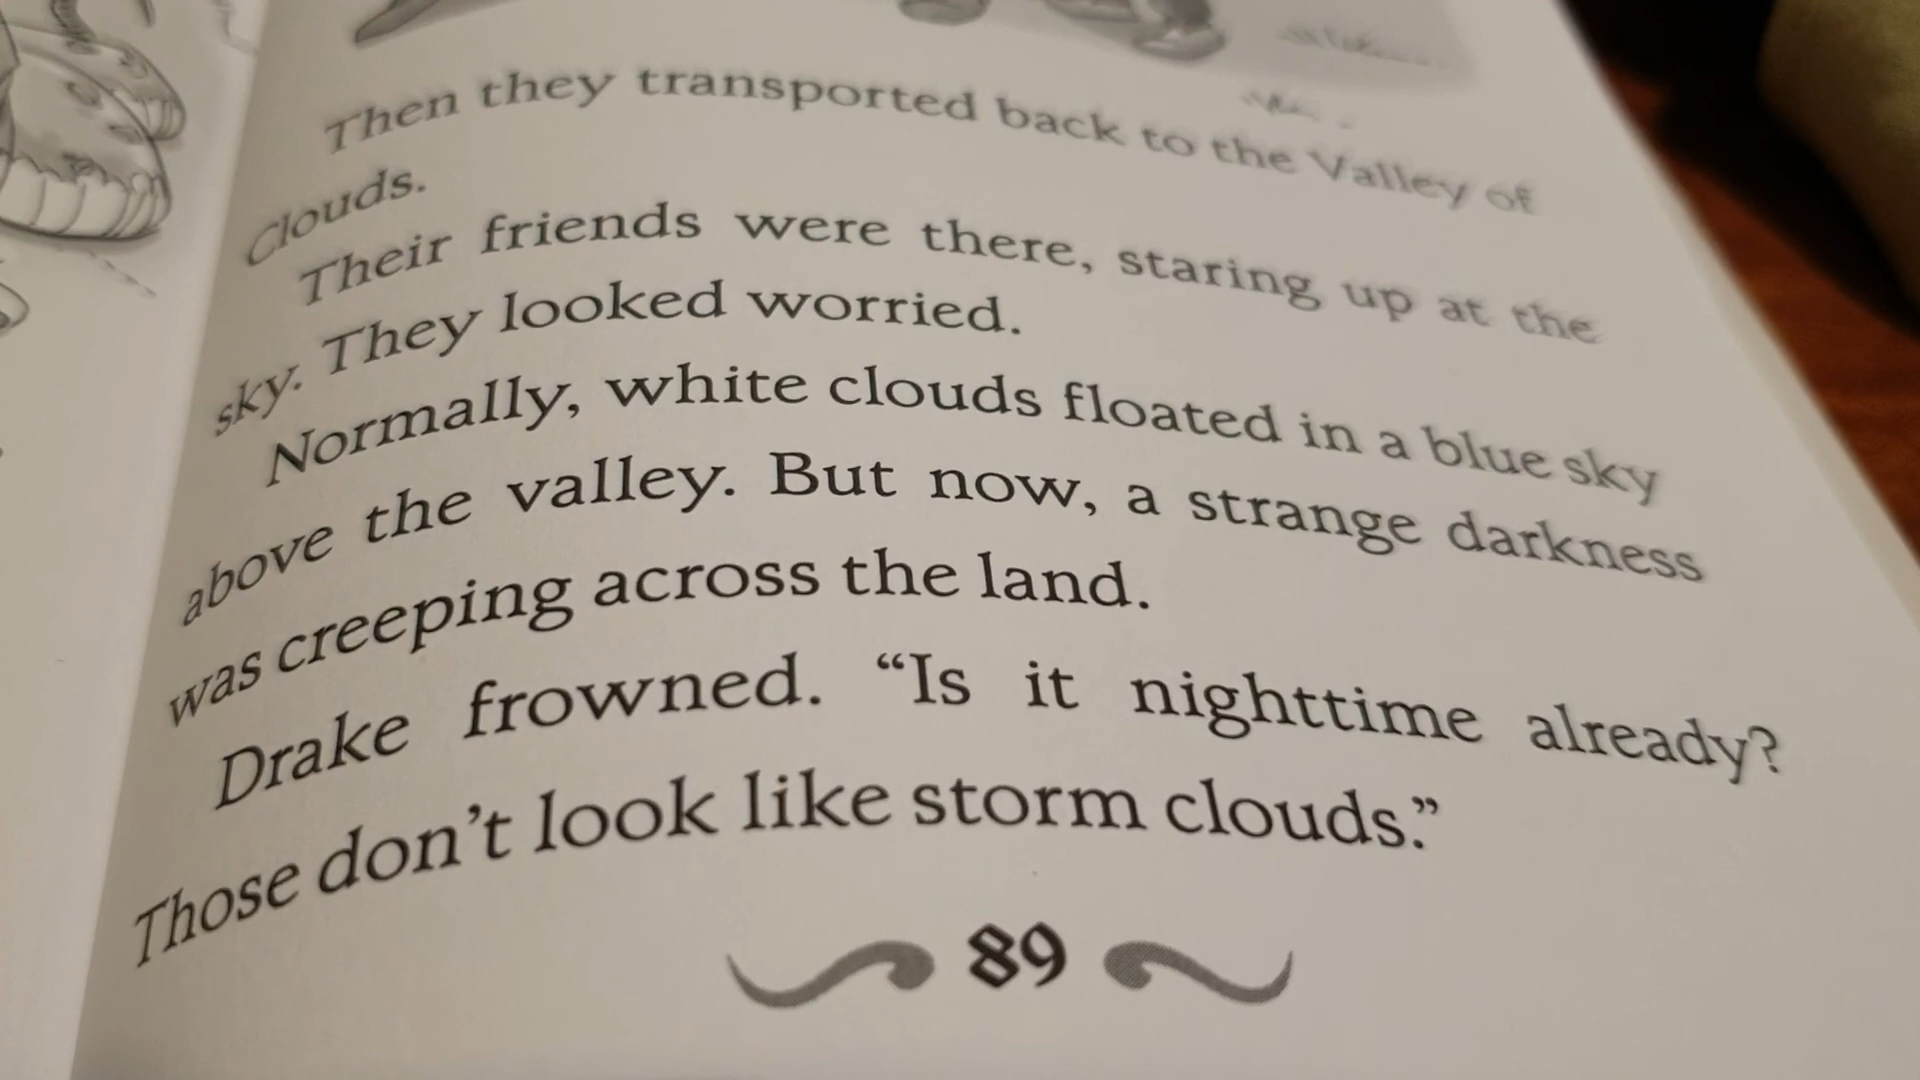 Then they transported back to the Valley of
Clouds.
Their friends were there, staring up at the
sky. They looked worried.
Normally, white clouds floated in a blue sky
above the valley. But now, a strange darkness
was creeping across the land.
Drake frowned. “Is it nighttime already?
Those don’t look like storm clouds.”
89